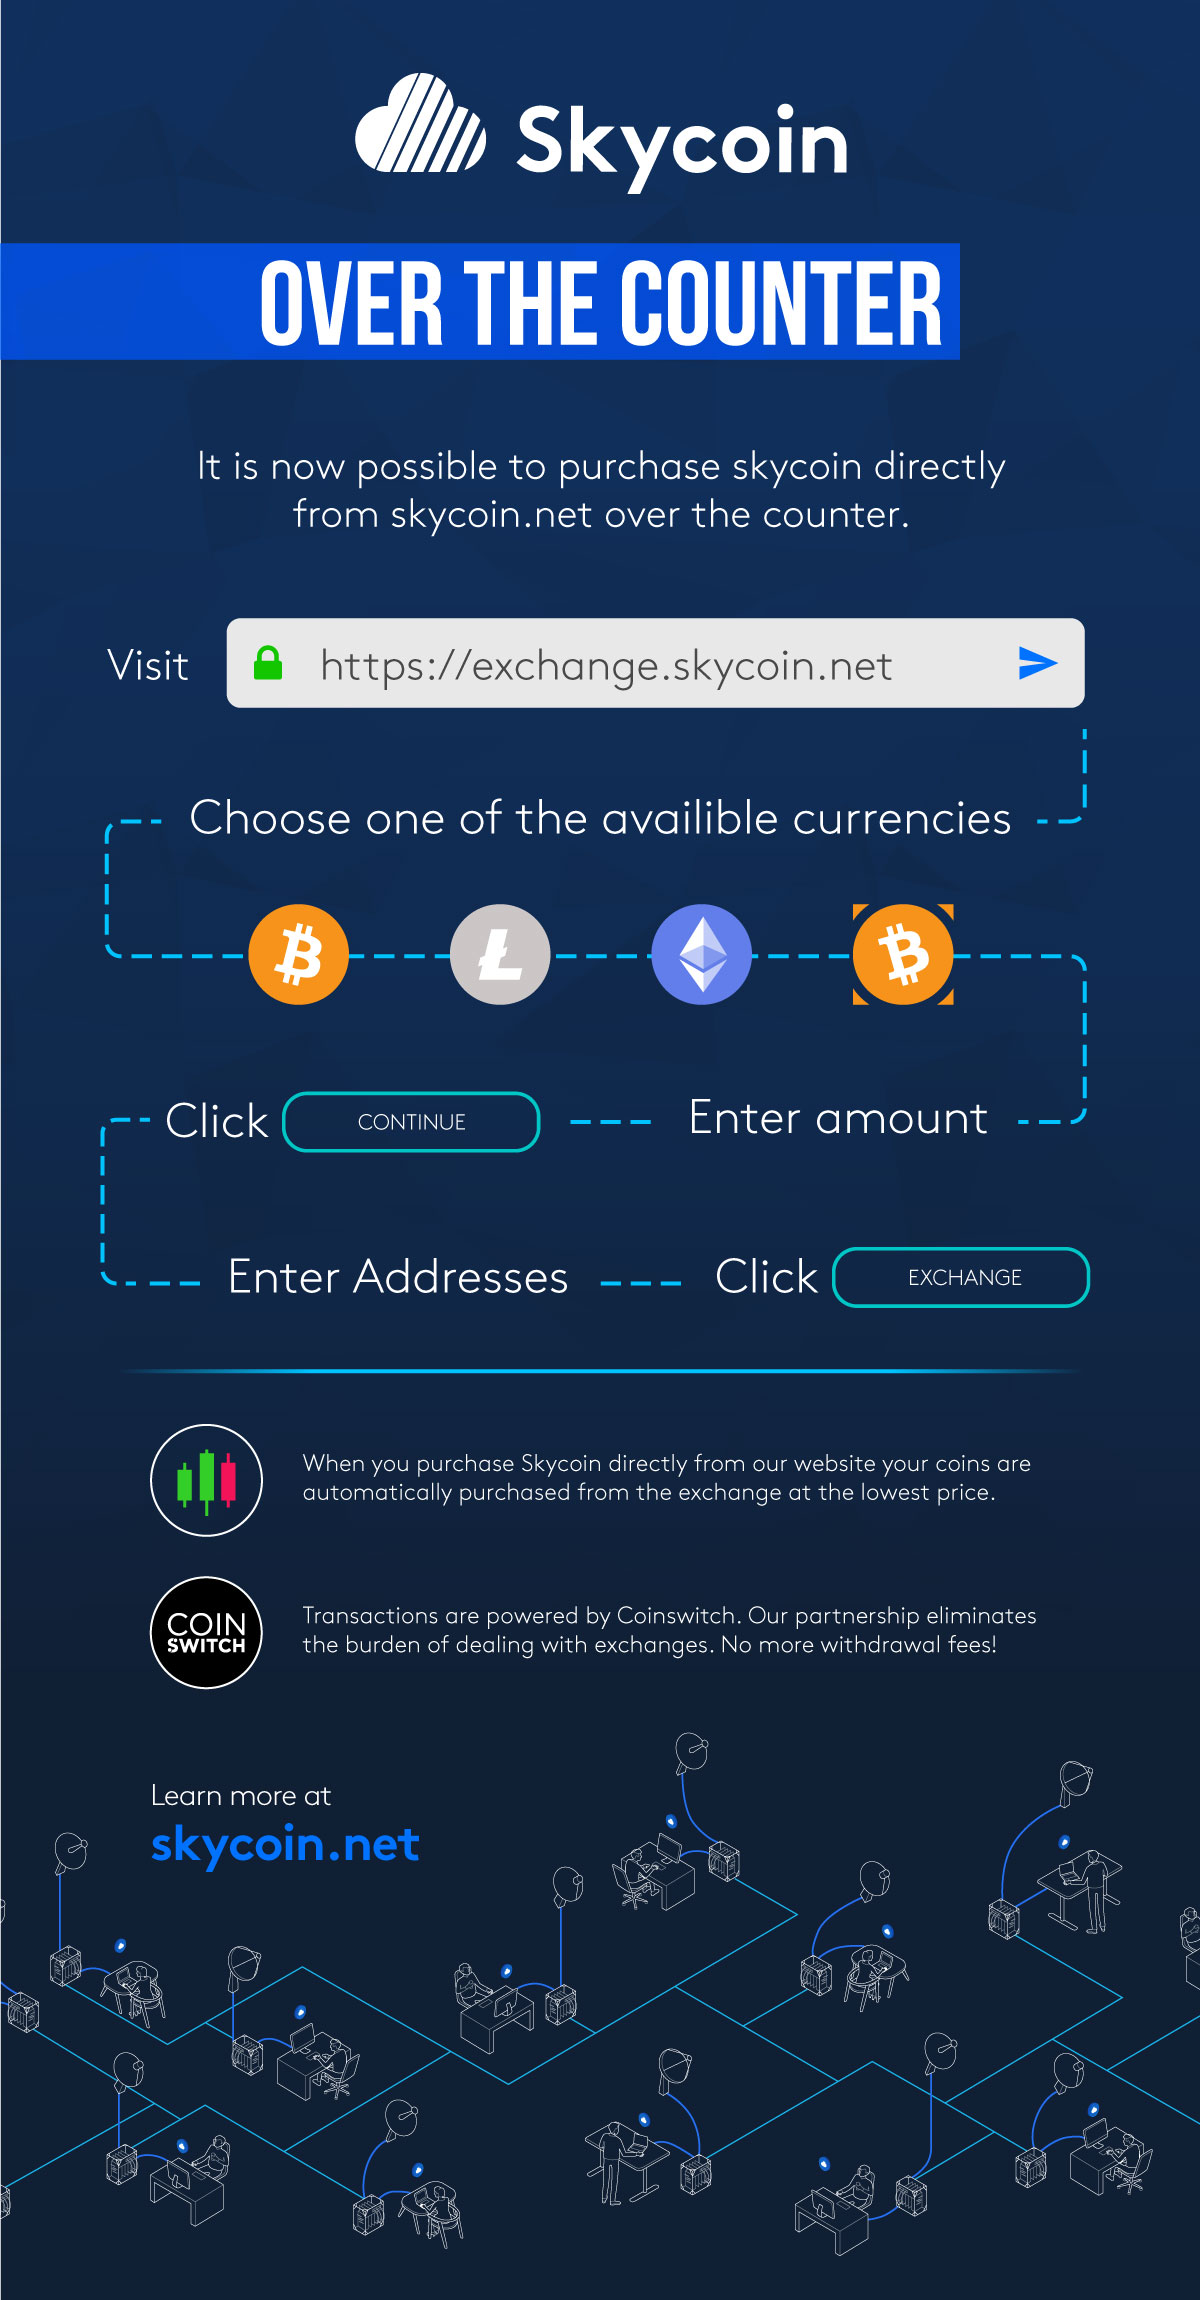 Skycoin
OVER THE COUNTER
It is now possible to purchase skycoin directly
from skycoin.net over the counter.
Visit
https://exchange.skycoin.net
Choose one of the availible currencies
Click
CONTINUE
Enter amount
Enter Addresses
Click
EXCHANGE
When you purchase Skycoin directly from our website your coins are
automatically purchased from the exchange at the lowest price.
COIN
SWITCH
Transactions are powered by Coinswitch. Our partnership eliminates
the burden of dealing with exchanges. No more withdrawal fees!
Learn more at
skycoin.net